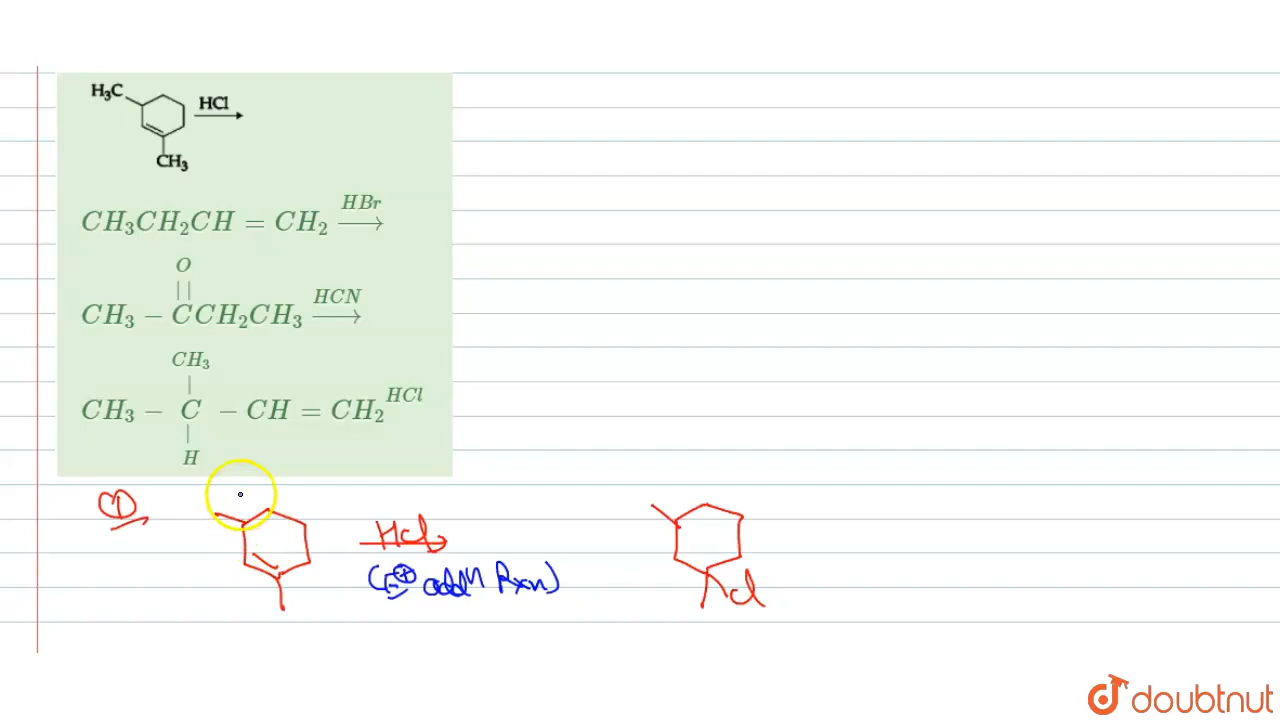 H₃C
HCl
CH₃
CH₃CH₂CH = CH₂ HBr →
O
||
CH₃ − CCH₂CH₃ HCN →
CH₃
|
CH₃ − C − CH = CH₂ HCl
|
H
①
HCl
(E⊕ addⁿ Rxn)
Cl
doubtnut